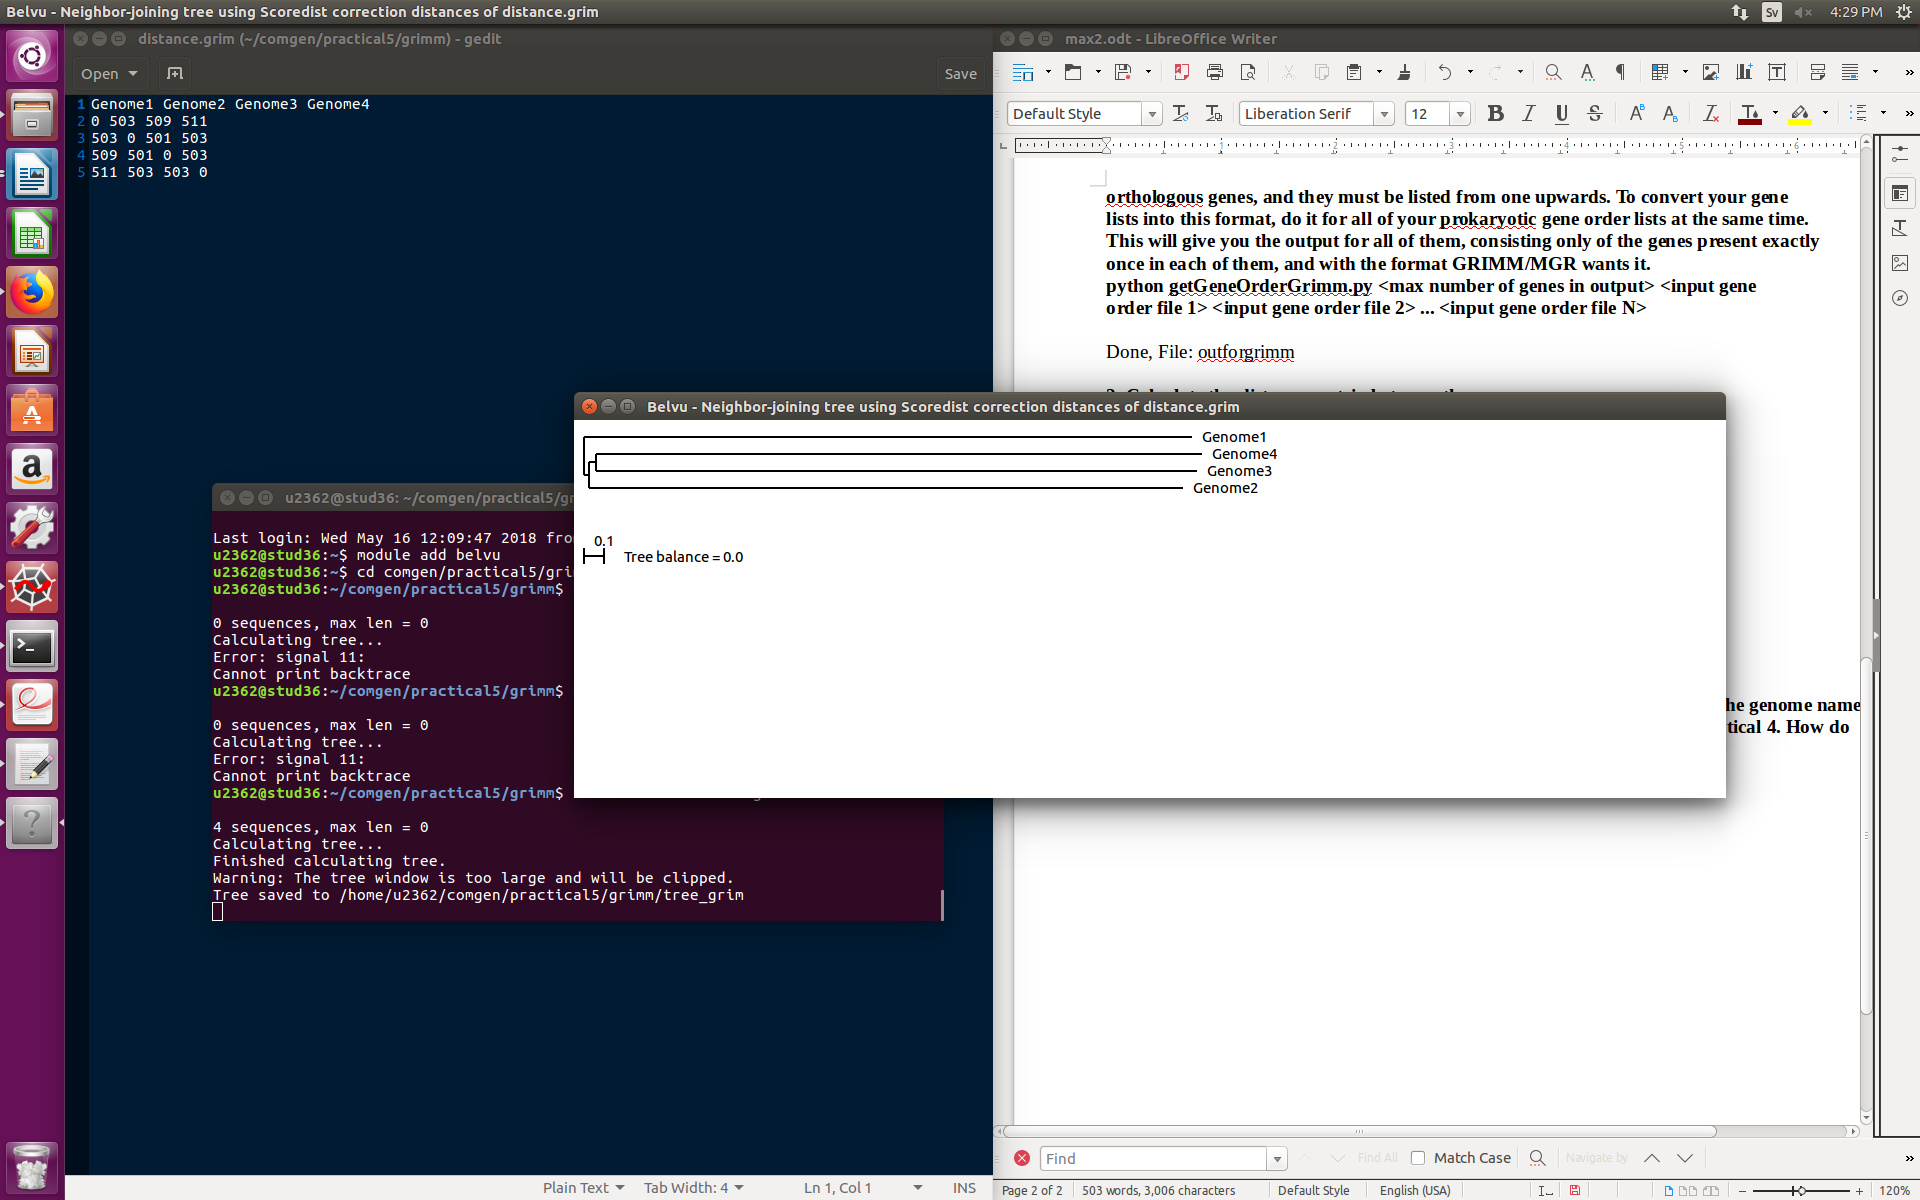 Belvu - Neighbor-joining tree using Scoredist correction distances of distance.grim
Sv
4:29 PM
distance.grim (~/comgen/practical5/grimm) - gedit
Open
Save
1 Genome1 Genome2 Genome3 Genome4
2 0 503 509 511
3 503 0 501 503
4 509 501 0 503
5 511 503 503 0
max2.odt - LibreOffice Writer
Default Style
Liberation Serif
12
1 2 3 4 5 6
orthologous genes, and they must be listed from one upwards. To convert your gene
lists into this format, do it for all of your prokaryotic gene order lists at the same time.
This will give you the output for all of them, consisting only of the genes present exactly
once in each of them, and with the format GRIMM/MGR wants it.
python getGeneOrderGrimm.py <max number of genes in output> <input gene
order file 1> <input gene order file 2> ... <input gene order file N>
Done, File: outforgrimm
Belvu - Neighbor-joining tree using Scoredist correction distances of distance.grim
Genome1
Genome4
Genome3
Genome2
0.1
Tree balance = 0.0
he genome name
tical 4. How do
u2362@stud36: ~/comgen/practical5/gr
Last login: Wed May 16 12:09:47 2018 fro
u2362@stud36:~$ module add belvu
u2362@stud36:~$ cd comgen/practical5/gri
u2362@stud36:~/comgen/practical5/grimm$
0 sequences, max len = 0
Calculating tree...
Error: signal 11:
Cannot print backtrace
u2362@stud36:~/comgen/practical5/grimm$
0 sequences, max len = 0
Calculating tree...
Error: signal 11:
Cannot print backtrace
u2362@stud36:~/comgen/practical5/grimm$
4 sequences, max len = 0
Calculating tree...
Finished calculating tree.
Warning: The tree window is too large and will be clipped.
Tree saved to /home/u2362/comgen/practical5/grimm/tree_grim
Find
Find All
Match Case
Navigate by
Plain Text
Tab Width: 4
Ln 1, Col 1
INS
Page 2 of 2
503 words, 3,006 characters
Default Style
English (USA)
120%